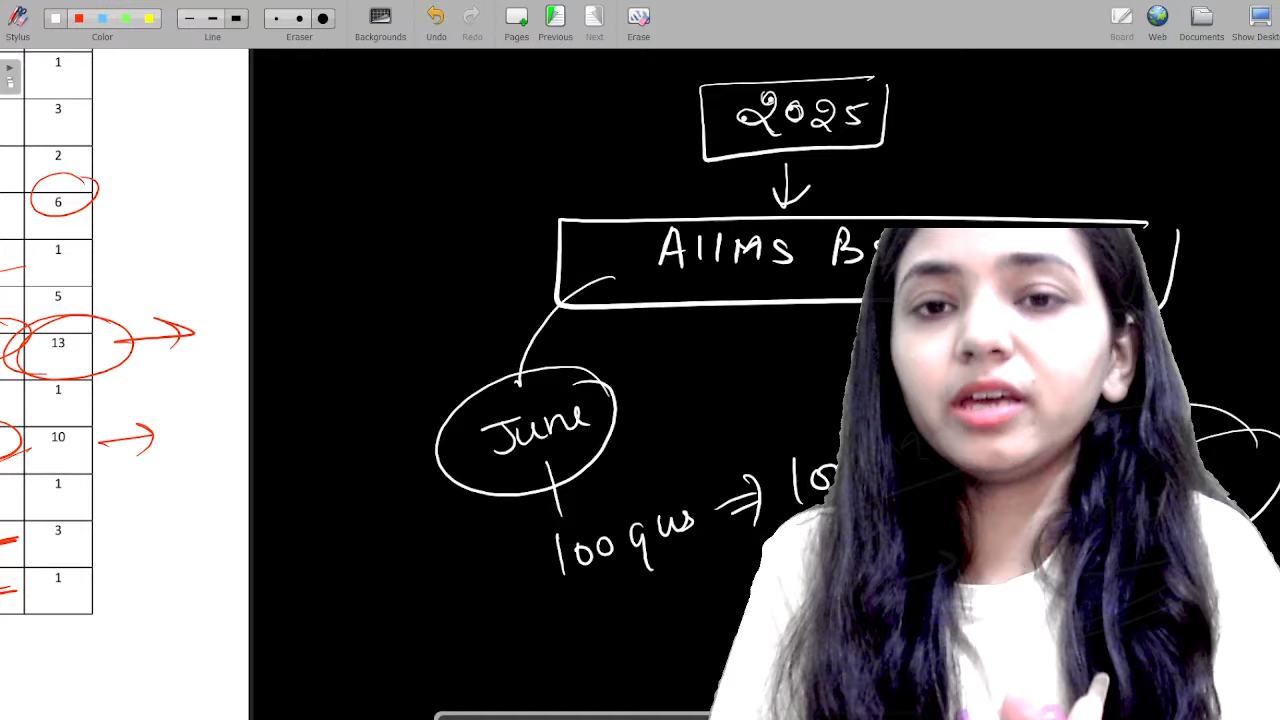 Stylus
Color
Line
Eraser
Backgrounds
Undo
Redo
Pages
Previous
Next
Erase
Board
Web
Documents
Show Deskt
1
3
2
6
1
5
13
1
10
1
3
1
2025
AIIMS
June
100 qus ⇒